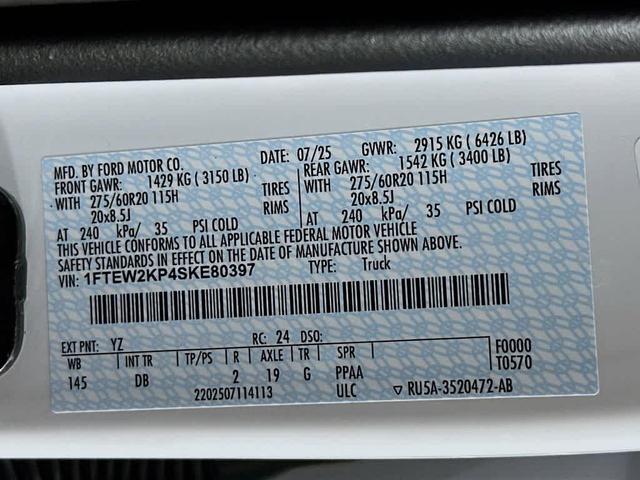 MFD. BY FORD MOTOR CO. DATE: 07/25 GVWR: 2915 KG ( 6426 LB)
FRONT GAWR: 1429 KG ( 3150 LB) REAR GAWR: 1542 KG ( 3400 LB)
WITH 275/60R20 115H TIRES WITH 275/60R20 115H TIRES
20x8.5J RIMS 20x8.5J RIMS
AT 240 kPa/ 35 PSI COLD AT 240 kPa/ 35 PSI COLD
THIS VEHICLE CONFORMS TO ALL APPLICABLE FEDERAL MOTOR VEHICLE
SAFETY STANDARDS IN EFFECT ON THE DATE OF MANUFACTURE SHOWN ABOVE.
VIN: 1FTEW2KP4SKE80397 TYPE: Truck
EXT PNT: YZ RC: 24 DSO: F0000
WB INT TR TP/PS R AXLE TR SPR T0570
145 DB 2 19 G PPAA
2202507114113 ULC ▽ RU5A-3520472-AB